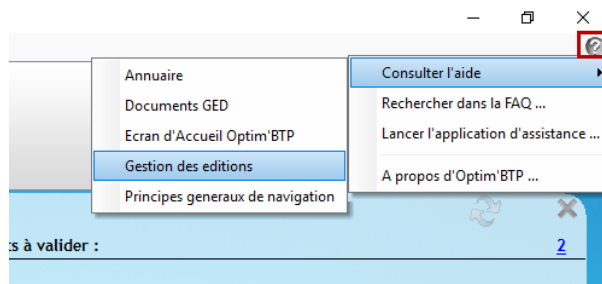 Annuaire
Documents GED
Ecran d'Accueil Optim'BTP
Gestion des editions
Principes generaux de navigation
Consulter l'aide
Rechercher dans la FAQ ...
Lancer l'application d'assistance ...
A propos d'Optim'BTP ...
ts à valider :
2